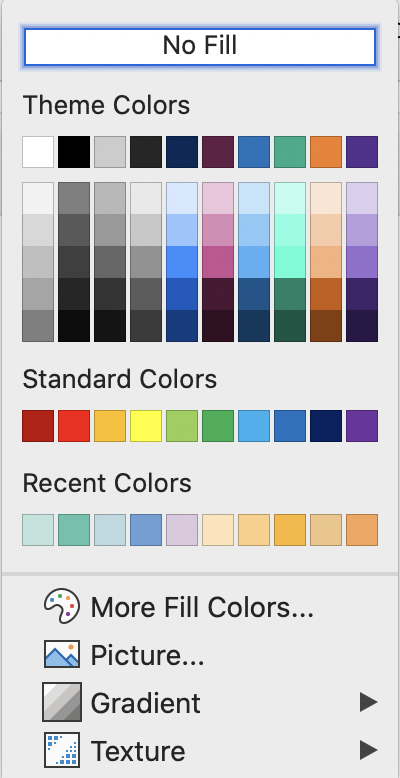 No Fill
Theme Colors
Standard Colors
Recent Colors
More Fill Colors...
Picture...
Gradient
Texture